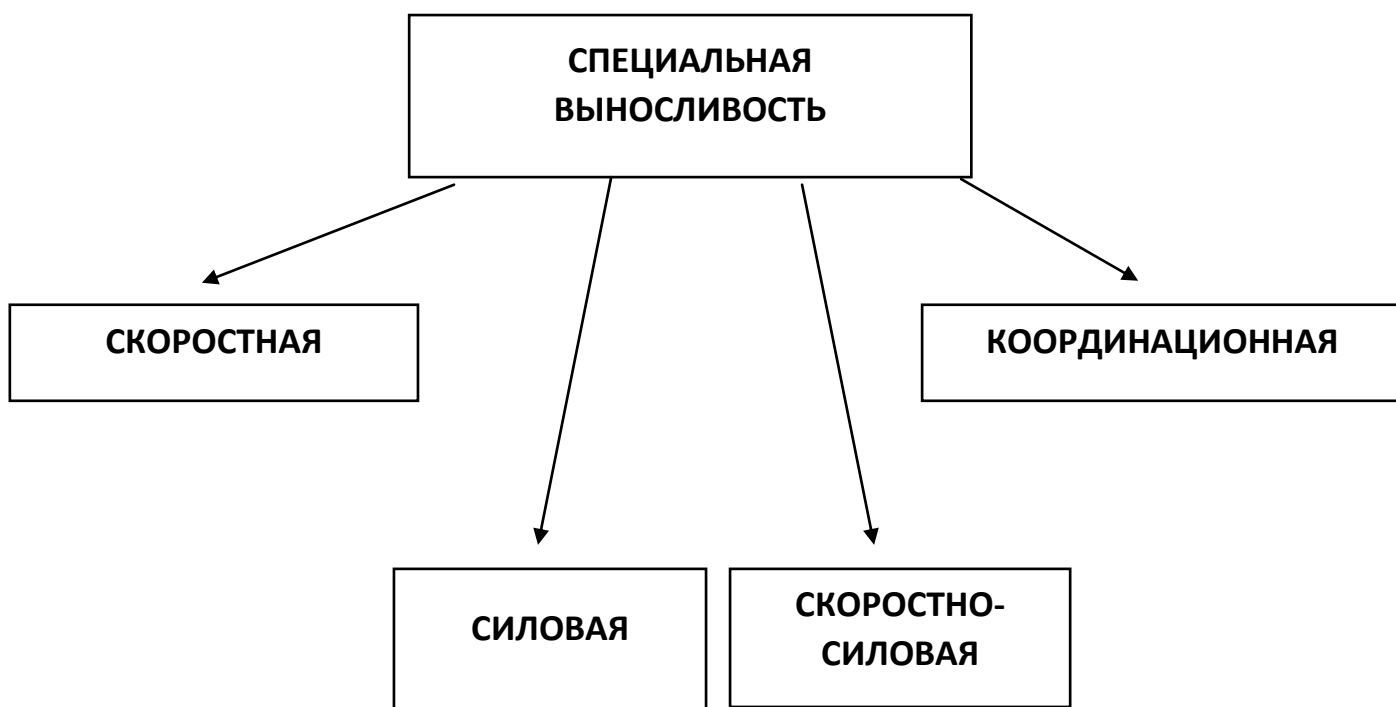 СПЕЦИАЛЬНАЯ
ВЫНОСЛИВОСТЬ
СКОРОСТНАЯ
КООРДИНАЦИОННАЯ
СИЛОВАЯ
СКОРОСТНО-
СИЛОВАЯ